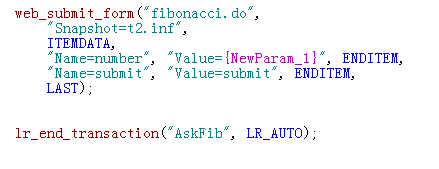 web_submit_form("fibonacci.do",
"Snapshot=t2.inf",
ITEMDATA,
"Name=number", "Value={NewParam_1}", ENDITEM,
"Name=submit", "Value=submit", ENDITEM,
LAST);
lr_end_transaction("AskFib", LR_AUTO);